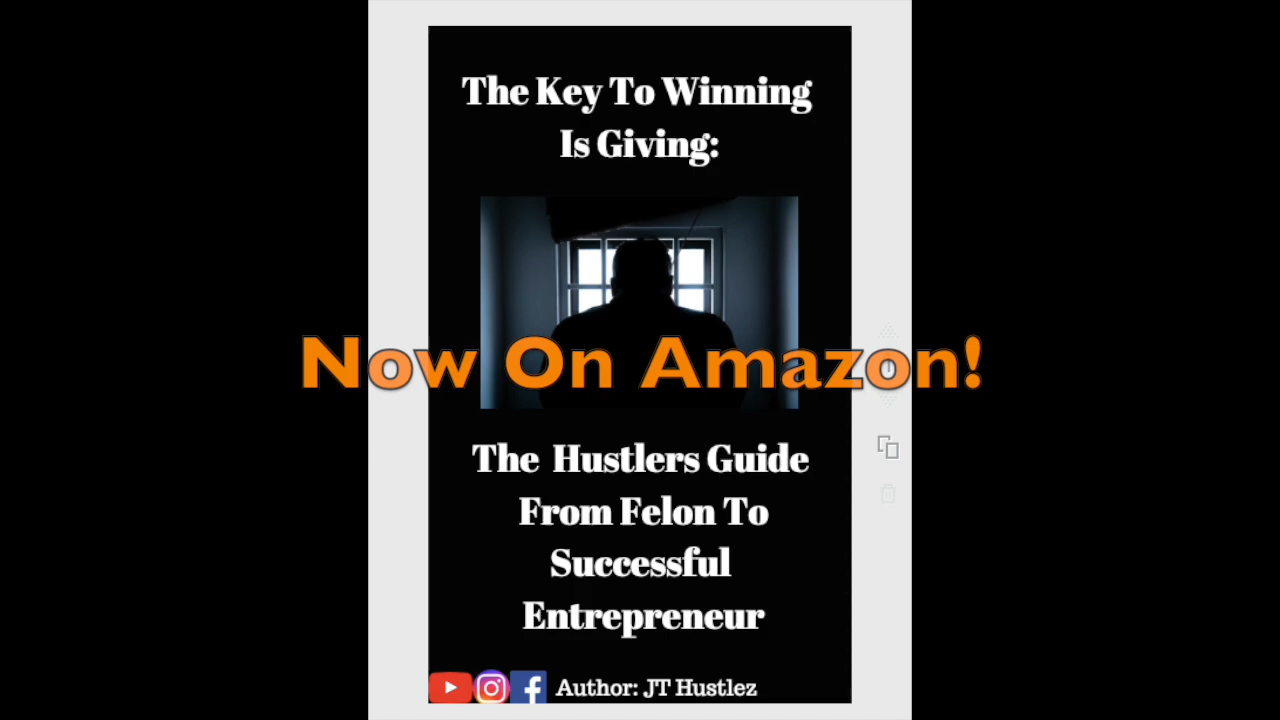 The Key To Winning
Is Giving:
Now On Amazon!
The Hustlers Guide
From Felon To
Successful
Entrepreneur
Author: JT Hustlez